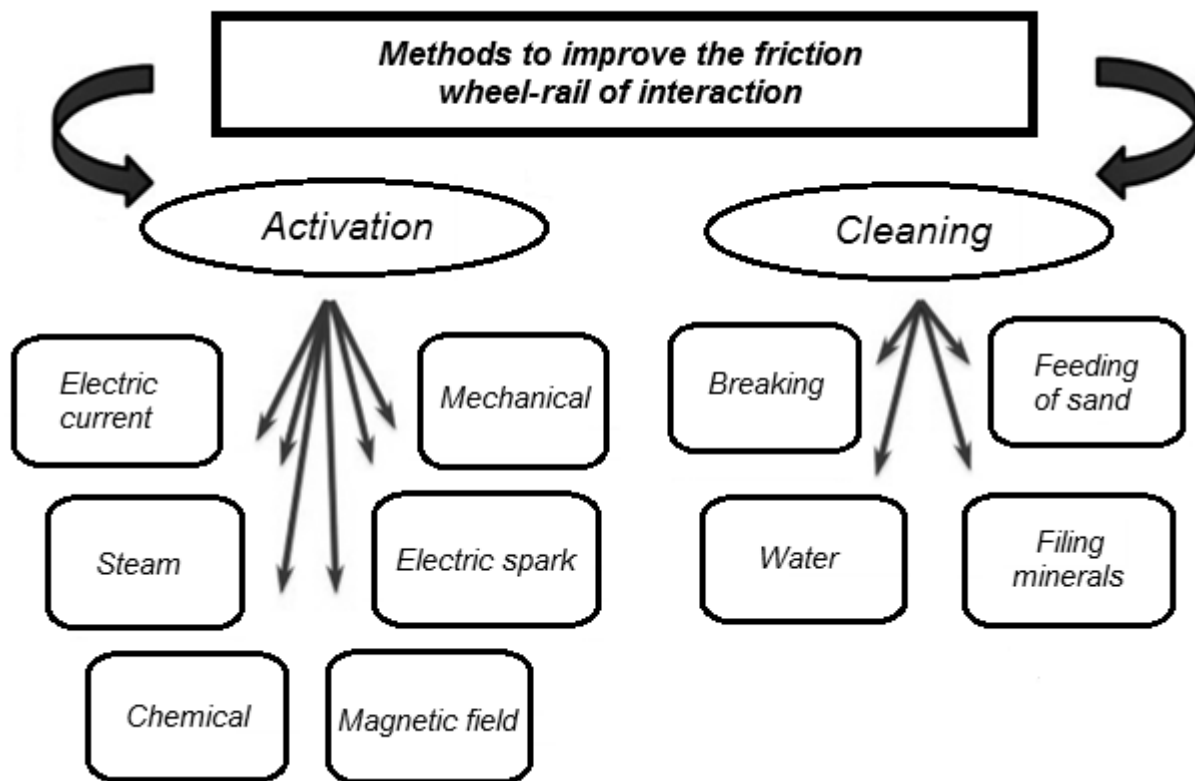 Methods to improve the friction
wheel-rail of interaction
Activation
Cleaning
Electric
current
Mechanical
Breaking
Feeding
of sand
Steam
Electric spark
Water
Filing
minerals
Chemical
Magnetic field